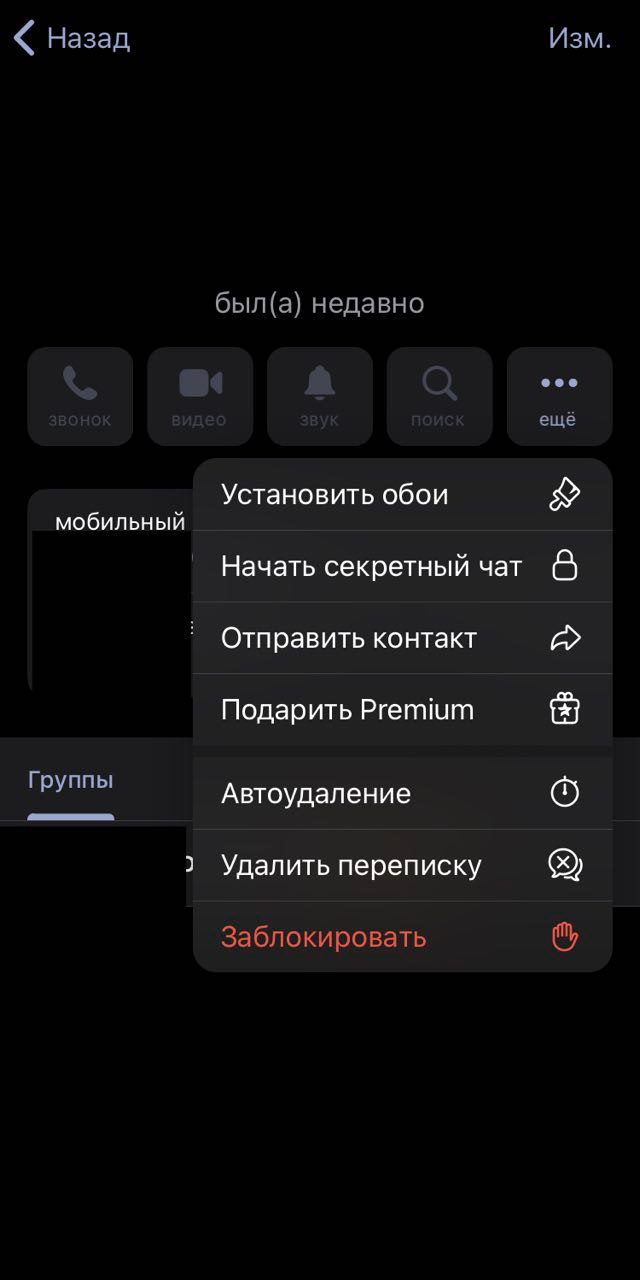 Назад
Изм.
был(а) недавно
звонок
видео
звук
поиск
ещё
мобильный
Установить обои
Начать секретный чат
Отправить контакт
Подарить Premium
Группы
Автоудаление
Удалить переписку
Заблокировать